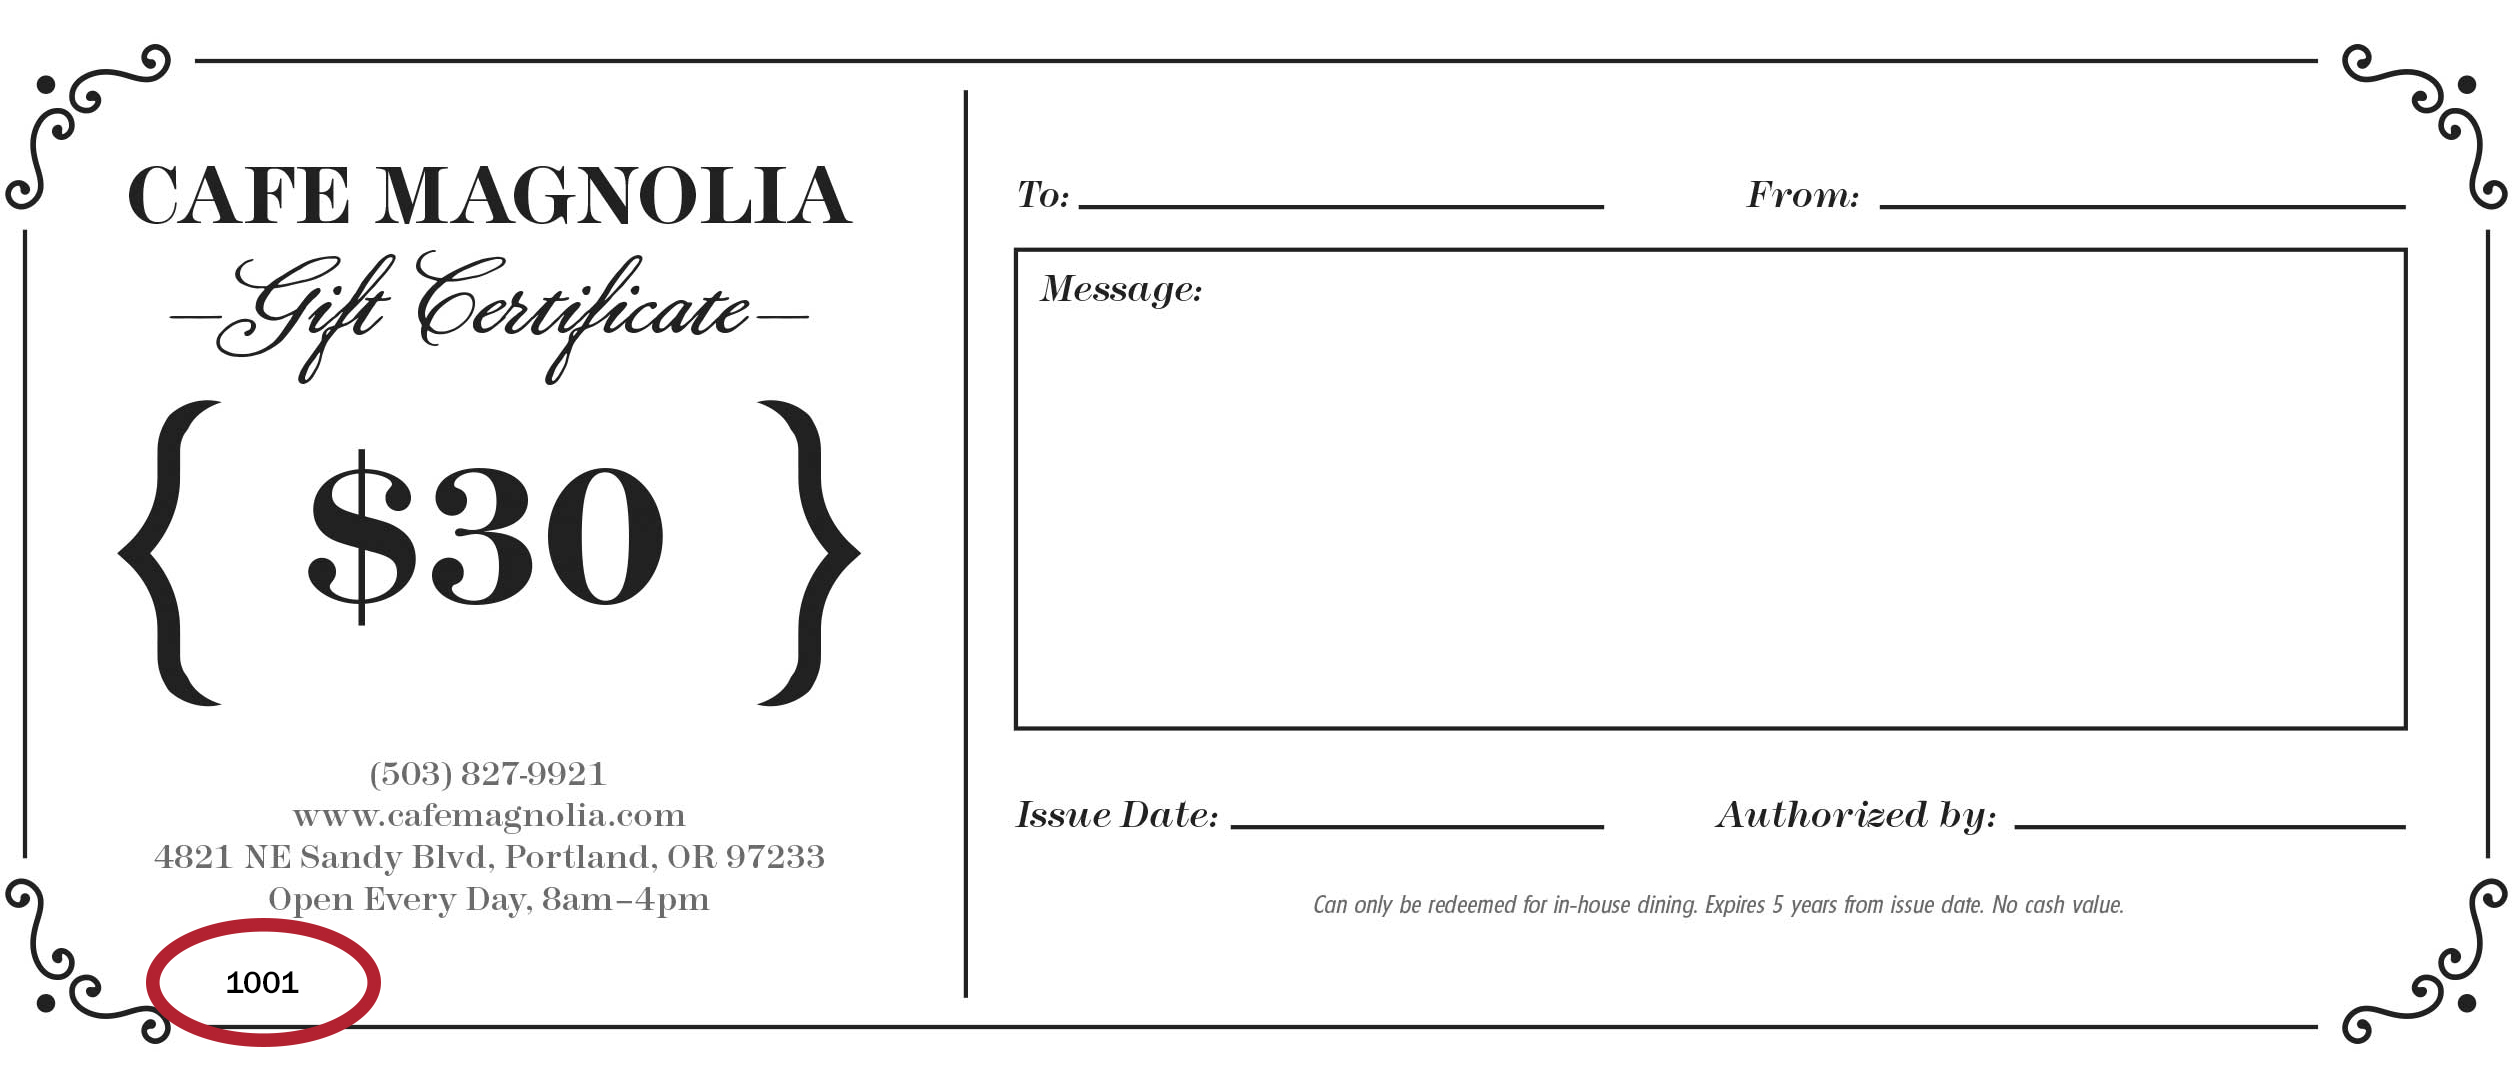 CAFE MAGNOLIA
—Gift Certificate—
{ $30 }
(503) 827-9921
www.cafemagnolia.com
4821 NE Sandy Blvd, Portland, OR 97233
Open Every Day, 8am–4pm
1001
To:
From:
Message:
Issue Date:
Authorized by:
Can only be redeemed for in-house dining. Expires 5 years from issue date. No cash value.